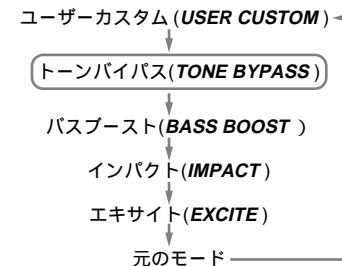 ユーザーカスタム(USER CUSTOM)
トーンバイパス(TONE BYPASS)
バスブースト(BASS BOOST )
インパクト(IMPACT)
エキサイト(EXCITE)
元のモード